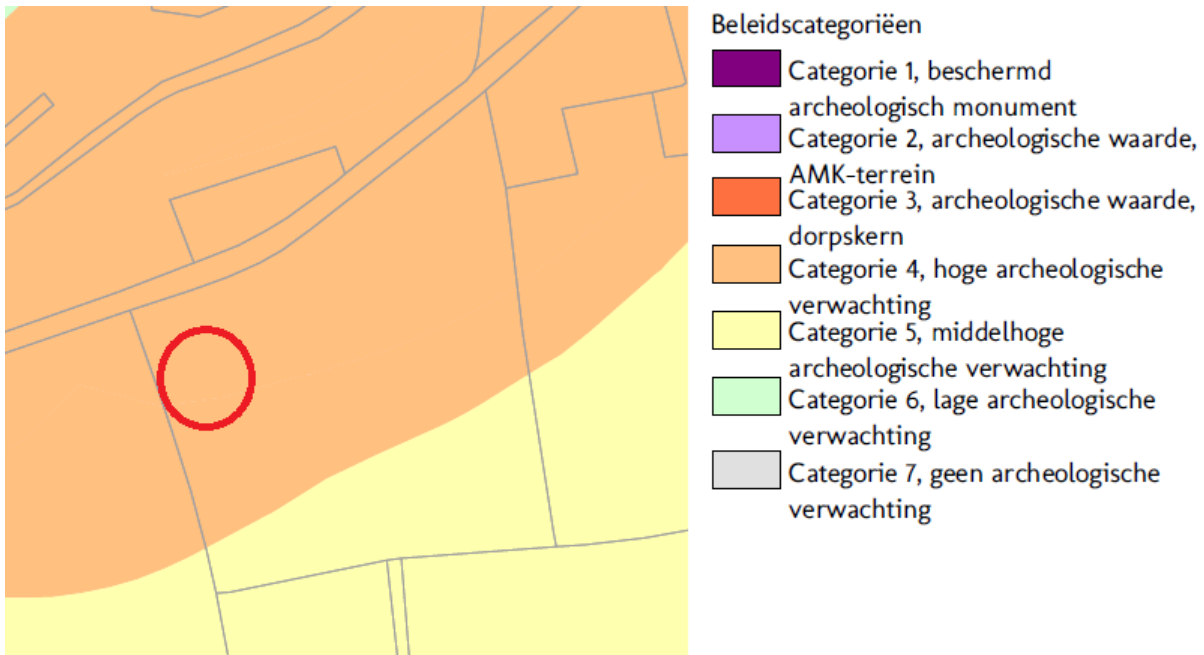 Beleidscategoriëen
Categorie 1, beschermd
archeologisch monument
Categorie 2, archeologische waarde,
AMK-terrein
Categorie 3, archeologische waarde,
dorpskern
Categorie 4, hoge archeologische
verwachting
Categorie 5, middelhoge
archeologische verwachting
Categorie 6, lage archeologische
verwachting
Categorie 7, geen archeologische
verwachting